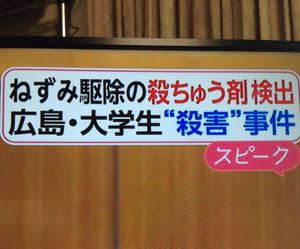 ねずみ駆除の殺ちゅう剤検出
広島・大学生“殺害”事件
スピーク